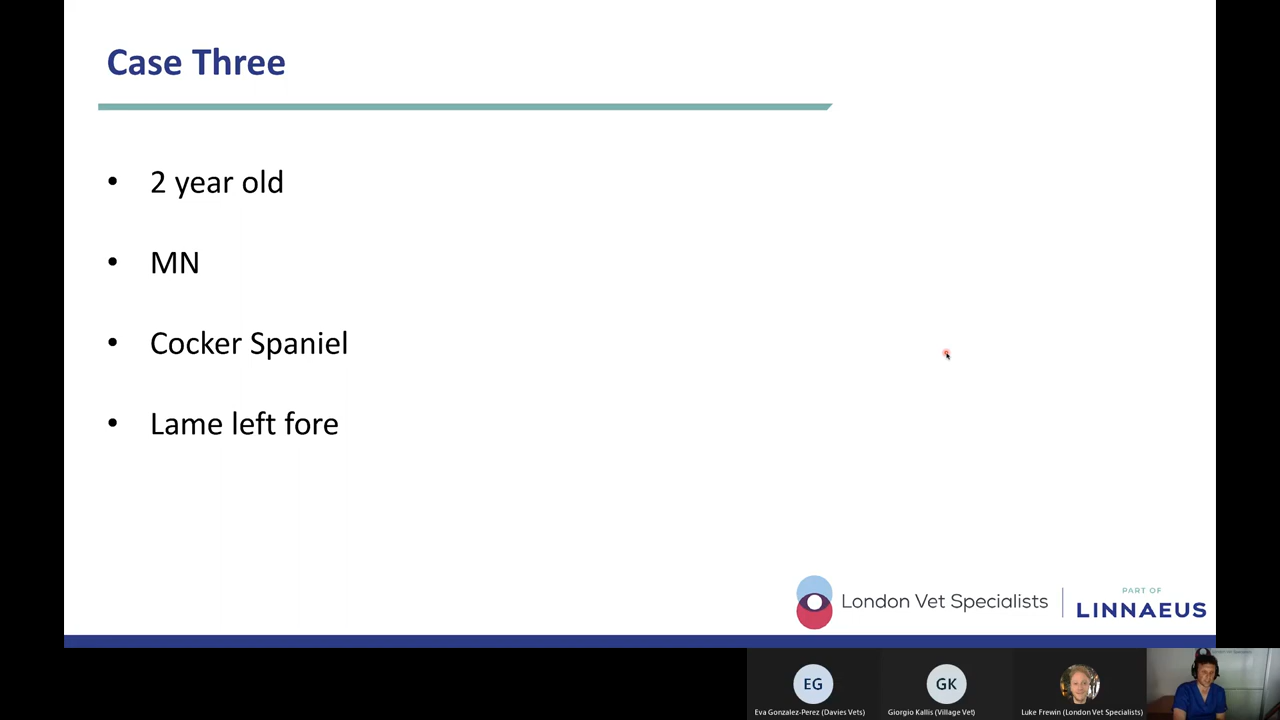 Case Three
• 2 year old
• MN
• Cocker Spaniel
• Lame left fore
London Vet Specialists
PART OF
LINNAEUS
EG
GK
Eva Gonzalez-Perez (Davies Vets)
Giorgio Kallis (Village Vet)
Luke Frewin (London Vet Specialists)